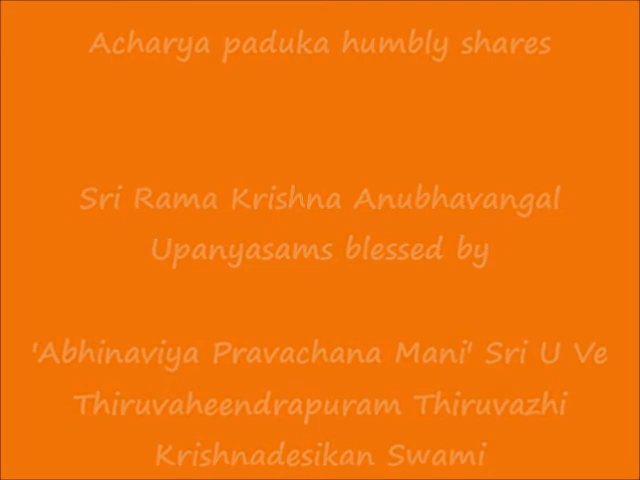 Acharya paduka humbly shares
Sri Rama Krishna Anubhavangal
Upanyasams blessed by
'Abhinaviya Pravachana Mani' Sri U Ve
Thiruvaheendrapuram Thiruvazhi
Krishnadesikan Swami